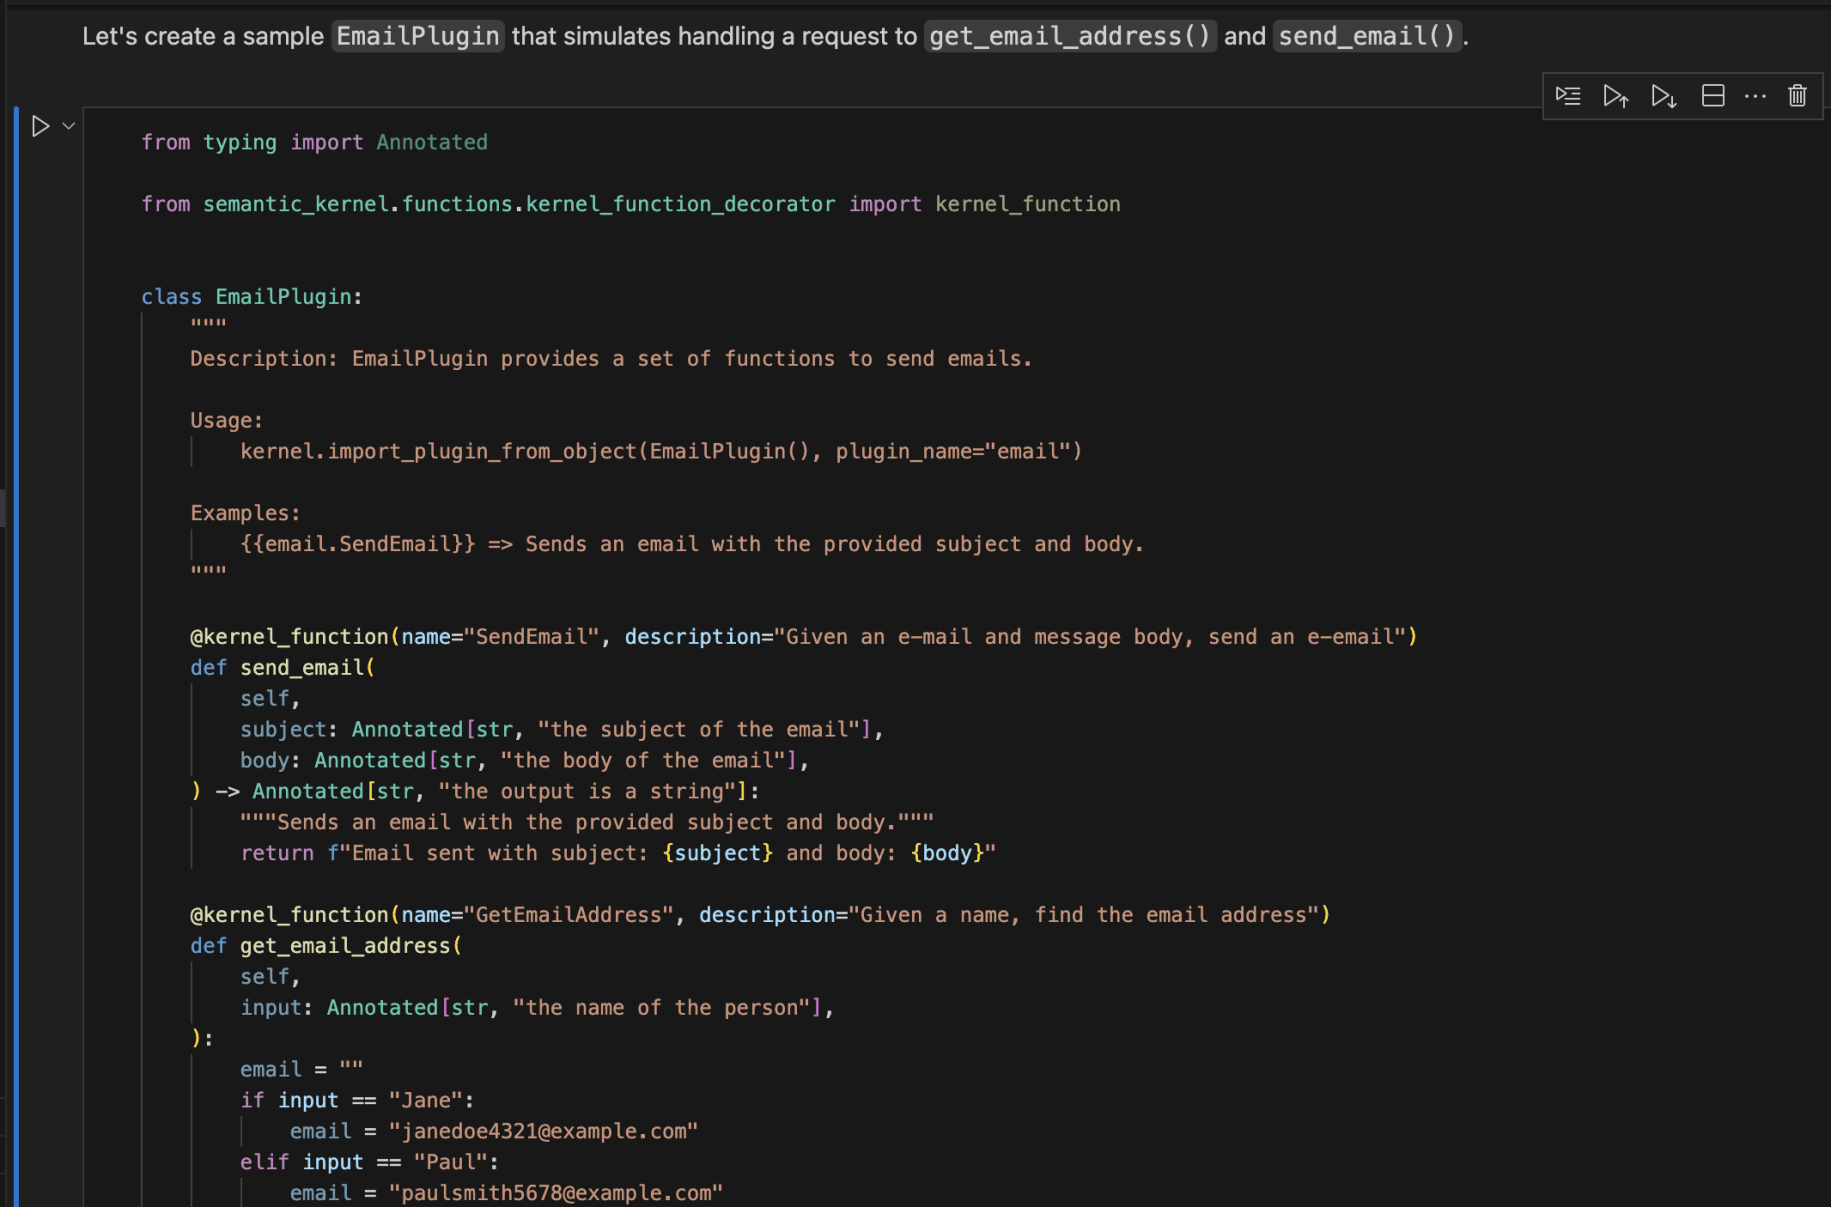 Let's create a sample EmailPlugin that simulates handling a request to get_email_address() and send_email().
from typing import Annotated
from semantic_kernel.functions.kernel_function_decorator import kernel_function
class EmailPlugin:
"""
Description: EmailPlugin provides a set of functions to send emails.
Usage:
kernel.import_plugin_from_object(EmailPlugin(), plugin_name="email")
Examples:
{{email.SendEmail}} => Sends an email with the provided subject and body.
"""
@kernel_function(name="SendEmail", description="Given an e-mail and message body, send an e-email")
def send_email(
self,
subject: Annotated[str, "the subject of the email"],
body: Annotated[str, "the body of the email"],
) -> Annotated[str, "the output is a string"]:
"""Sends an email with the provided subject and body."""
return f"Email sent with subject: {subject} and body: {body}"
@kernel_function(name="GetEmailAddress", description="Given a name, find the email address")
def get_email_address(
self,
input: Annotated[str, "the name of the person"],
):
email = ""
if input == "Jane":
email = "janedoe4321@example.com"
elif input == "Paul":
email = "paulsmith5678@example.com"